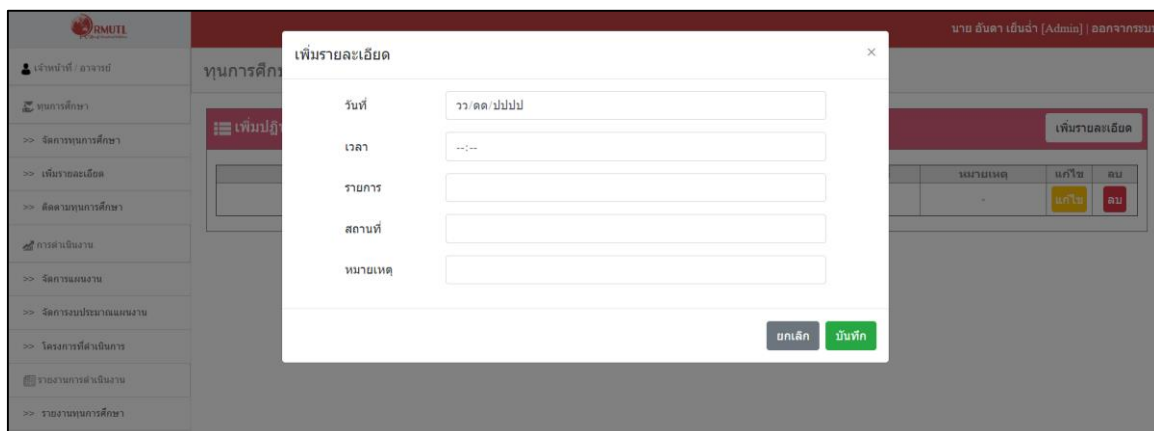 RMUTL
นาย อันดา เย็นฉ่ำ [Admin] | ออกจากระบบ
เจ้าหน้าที่ / อาจารย์
ทุนการศึกษา
>> จัดการทุนการศึกษา
>> เพิ่มรายละเอียด
>> ติดตามทุนการศึกษา
การดำเนินงาน
>> จัดการแผนงาน
>> จัดการงบประมาณแผนงาน
>> โครงการที่ดำเนินการ
รายงานการดำเนินงาน
>> รายงานทุนการศึกษา
ทุนการศึก
เพิ่มปฏิ
เพิ่มรายละเอียด
หมายเหตุ แก้ไข ลบ
- แก้ไข ลบ
เพิ่มรายละเอียด ×
วันที่ วว/ดด/ปปปป
เวลา --:--
รายการ
สถานที่
หมายเหตุ
ยกเลิก บันทึก